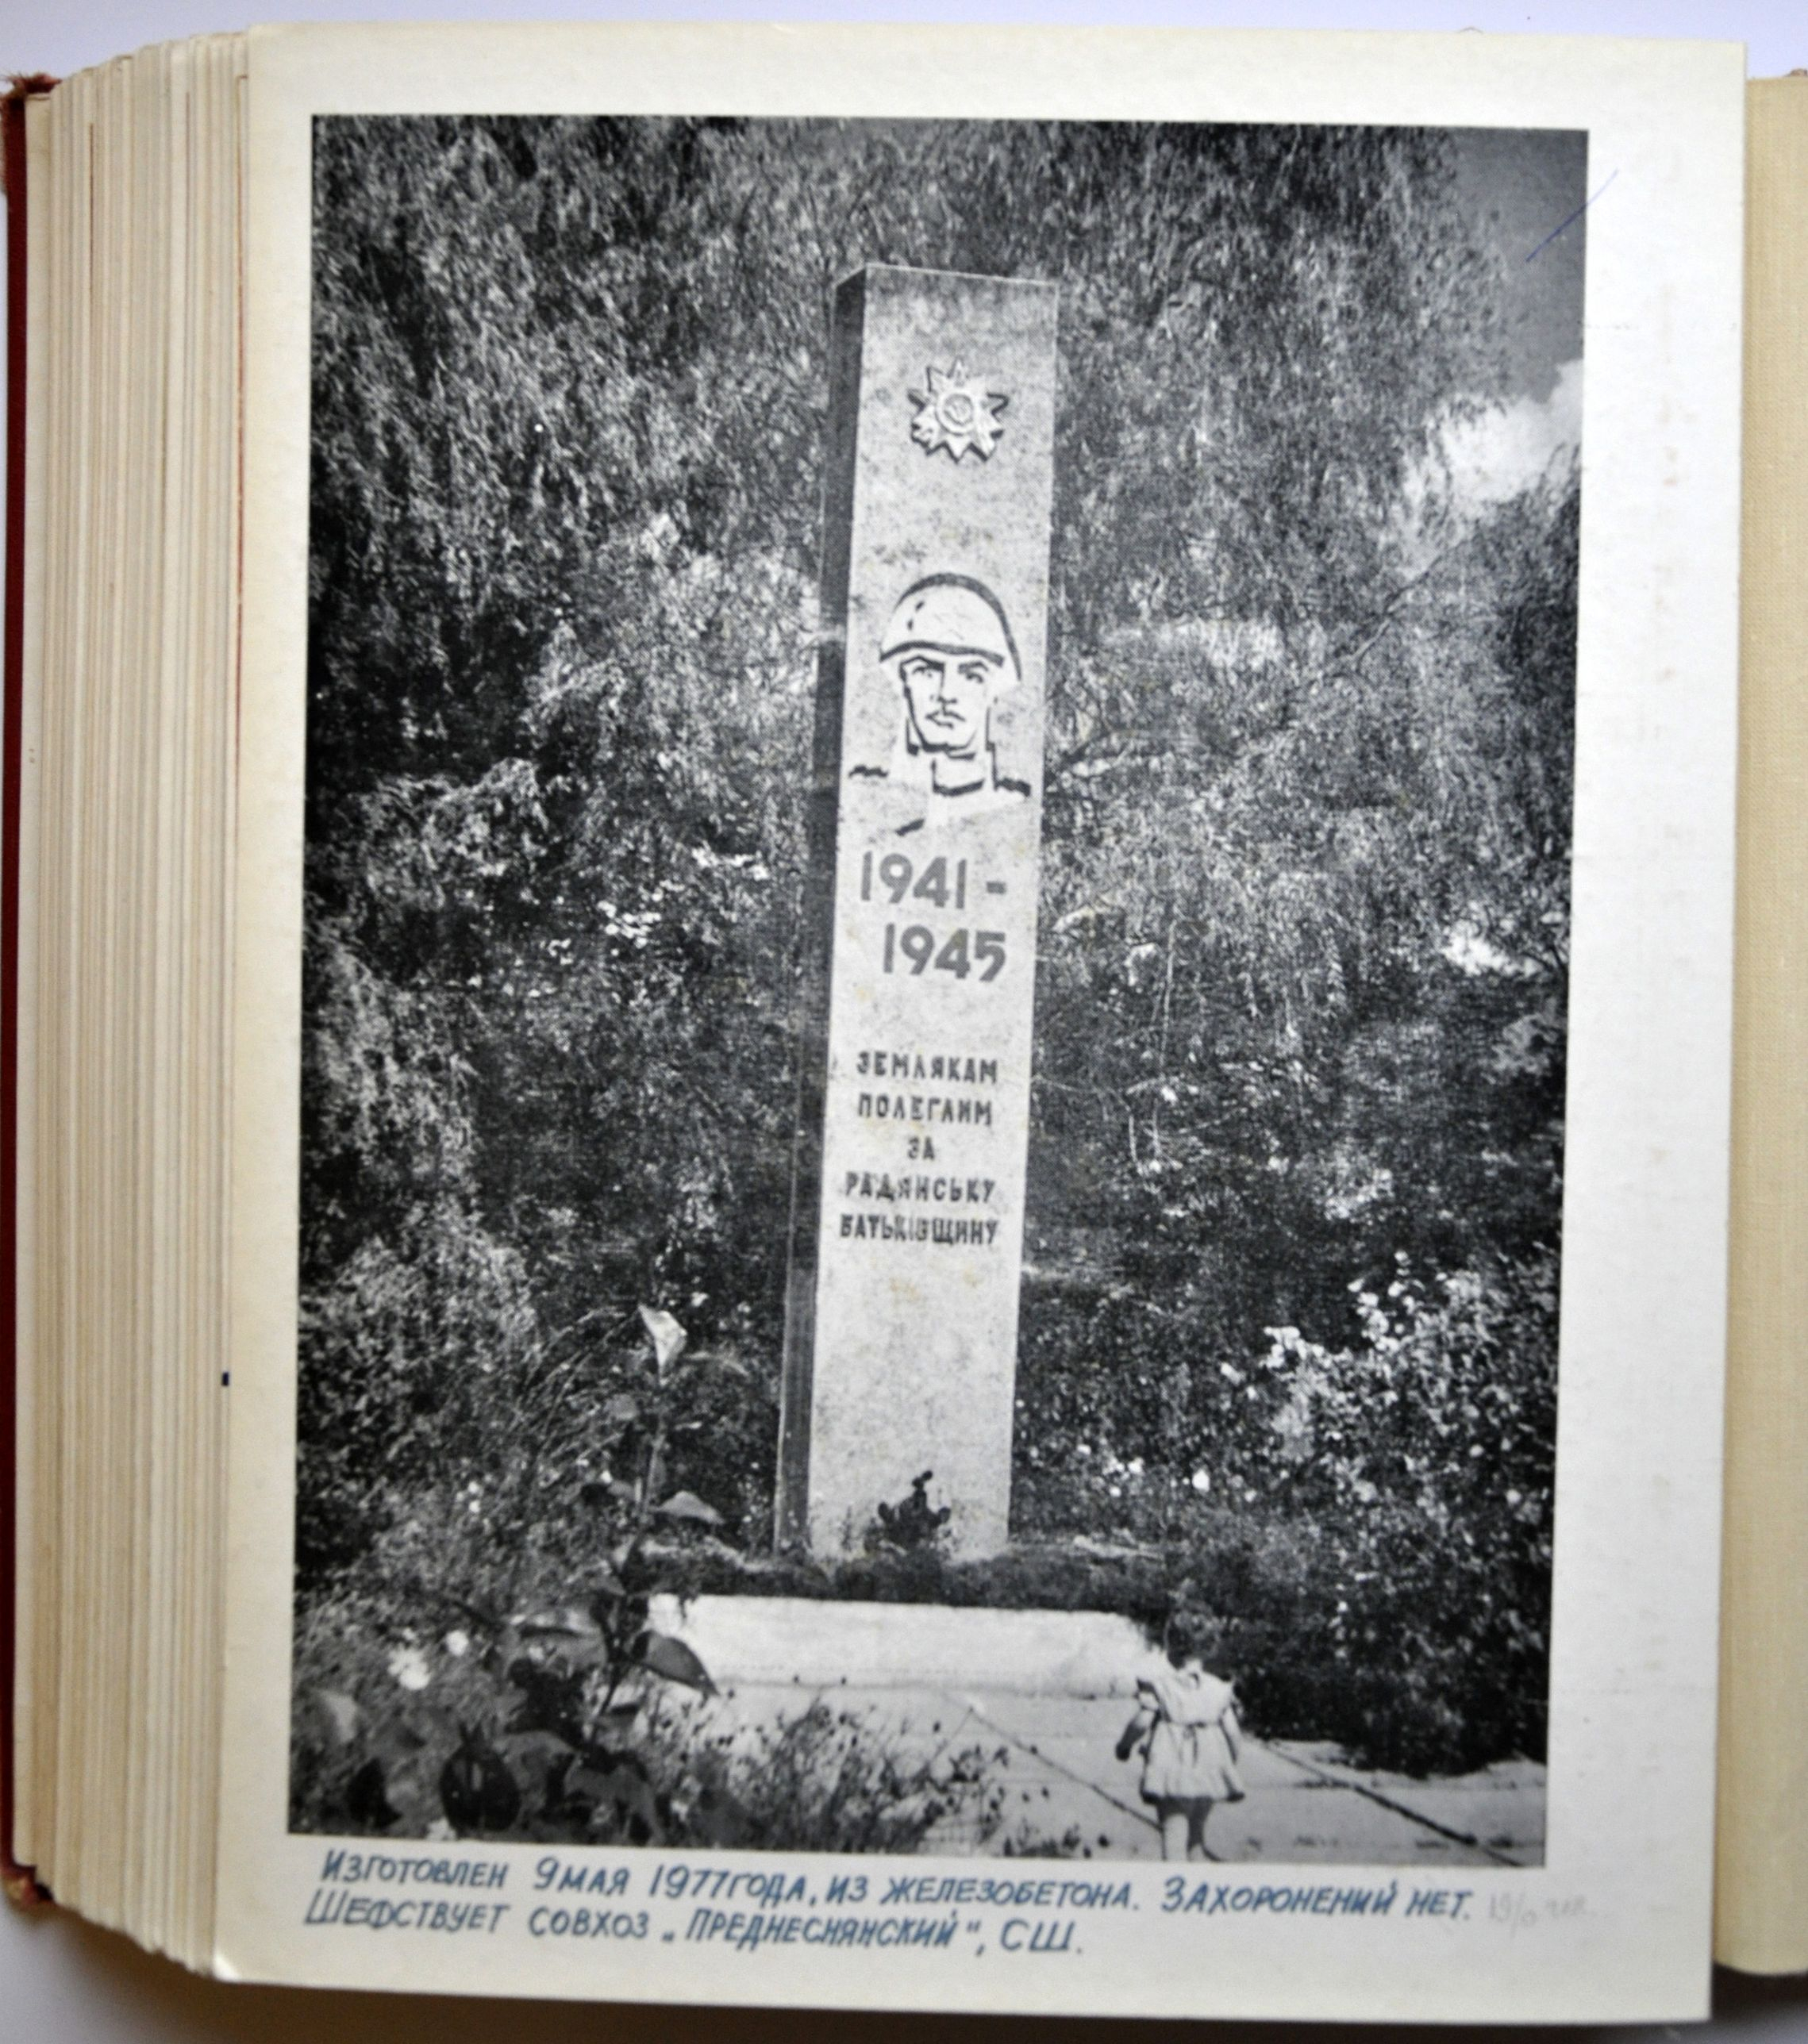 1941-
1945
ЗЕМЛЯКАМ
ПОЛЕГЛИМ
ЗА
РАДЯНСЬКУ
БАТЬКІВЩИНУ
ИЗГОТОВЛЕН 9 МАЯ 1977 ГОДА, ИЗ ЖЕЛЕЗОБЕТОНА. ЗАХОРОНЕНИЙ НЕТ.
ШЕФСТВУЕТ СОВХОЗ „ПРЕДНЕСНЯНСКИЙ", СШ.